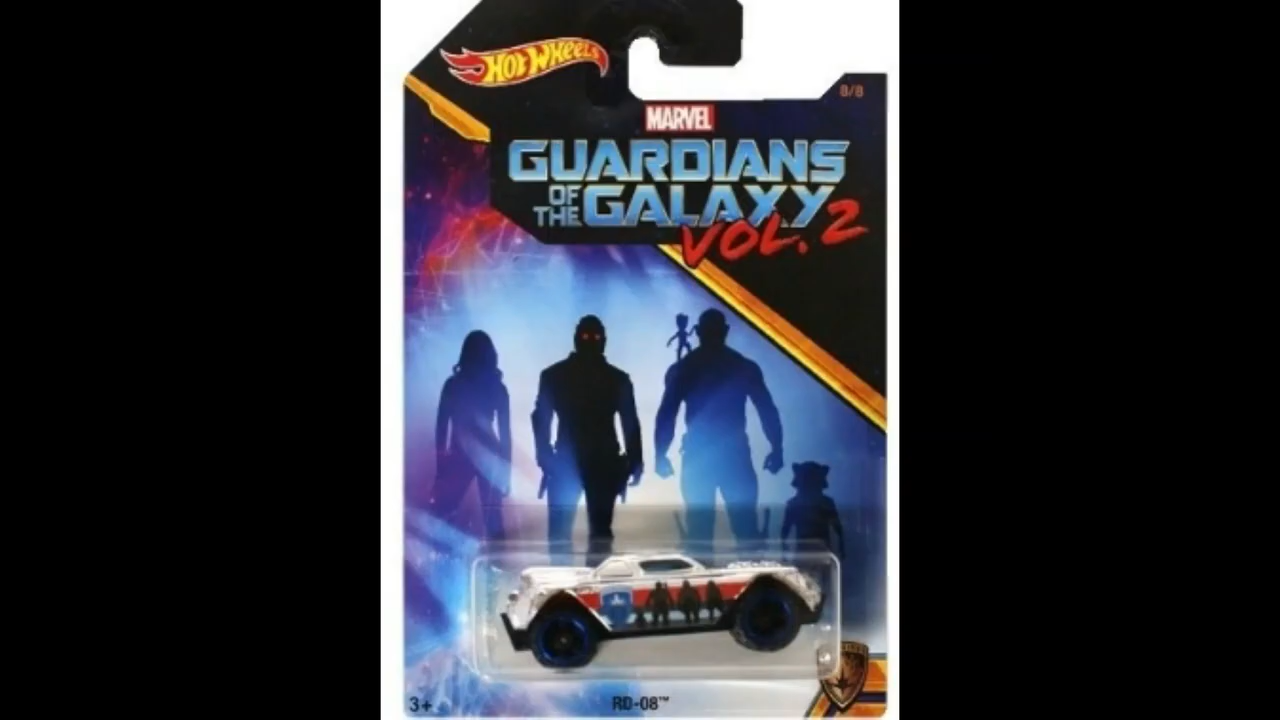 HOT WHEELS
8/8
MARVEL
GUARDIANS
OF
THE GALAXY
VOL. 2
3+
RD-08™